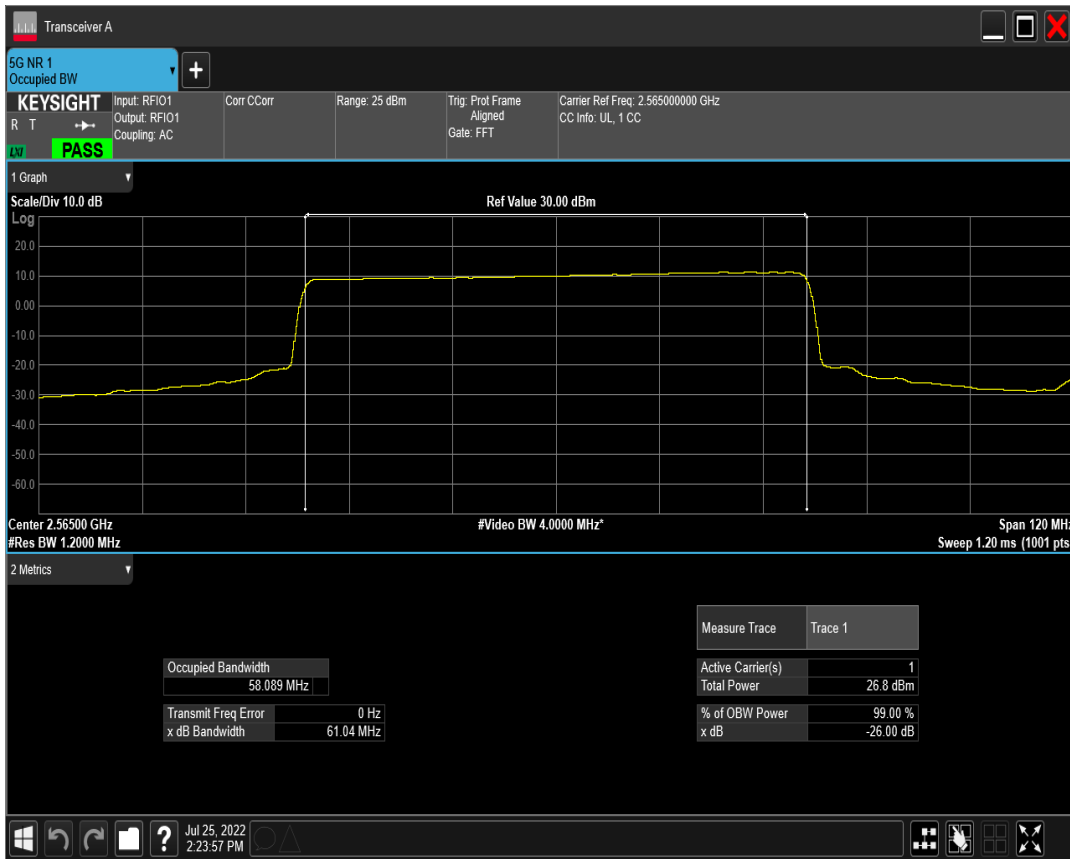 Transceiver A
5G NR 1
Occupied BW
+
KEYSIGHT
R T
LXI
PASS
Input: RFIO1
Output: RFIO1
Coupling: AC
Corr CCorr
Range: 25 dBm
Trig: Prot Frame
Aligned
Gate: FFT
Carrier Ref Freq: 2.565000000 GHz
CC Info: UL, 1 CC
1 Graph
Scale/Div 10.0 dB
Ref Value 30.00 dBm
Log
20.0
10.0
0.00
-10.0
-20.0
-30.0
-40.0
-50.0
-60.0
Center 2.56500 GHz
#Video BW 4.0000 MHz*
Span 120 MHz
#Res BW 1.2000 MHz
Sweep 1.20 ms (1001 pts
2 Metrics
Measure Trace Trace 1
Occupied Bandwidth
58.089 MHz
Active Carrier(s) 1
Total Power 26.8 dBm
Transmit Freq Error 0 Hz
x dB Bandwidth 61.04 MHz
% of OBW Power 99.00 %
x dB -26.00 dB
?
Jul 25, 2022
2:23:57 PM